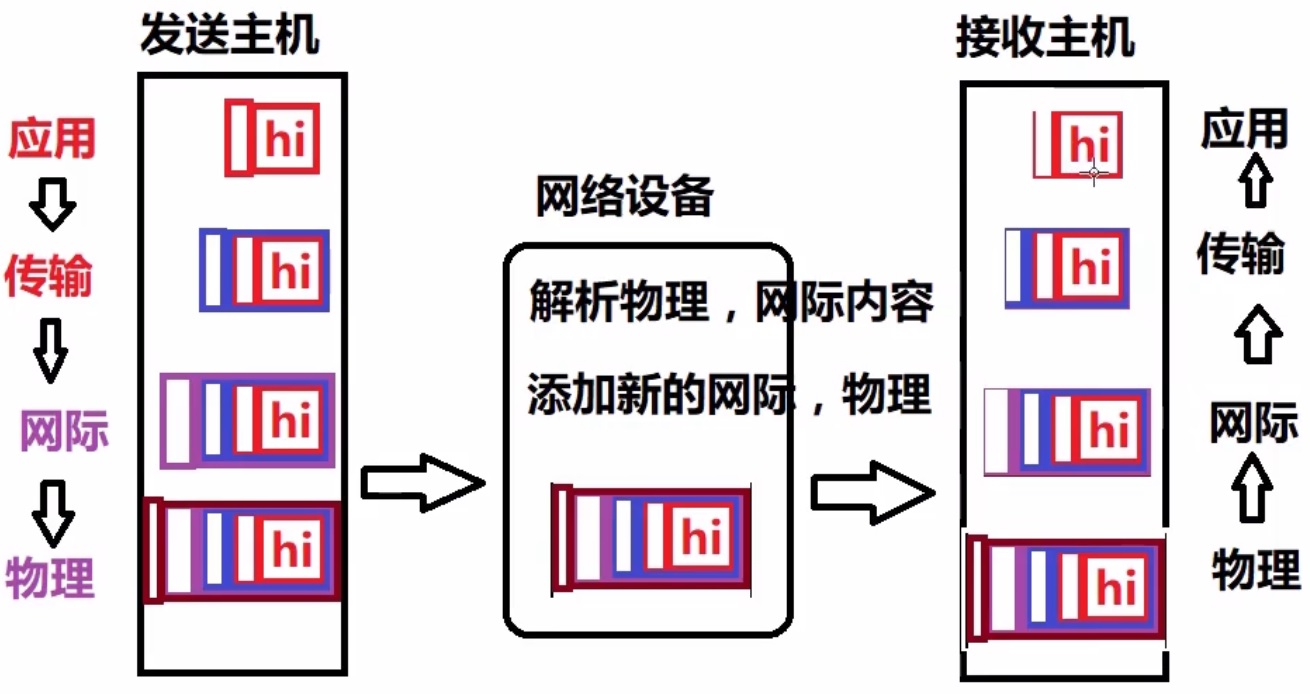 发送主机
应用
hi
传输
hi
网际
hi
物理
hi
网络设备
解析物理，网际内容
添加新的网际，物理
hi
接收主机
hi
应用
hi
传输
hi
网际
hi
物理